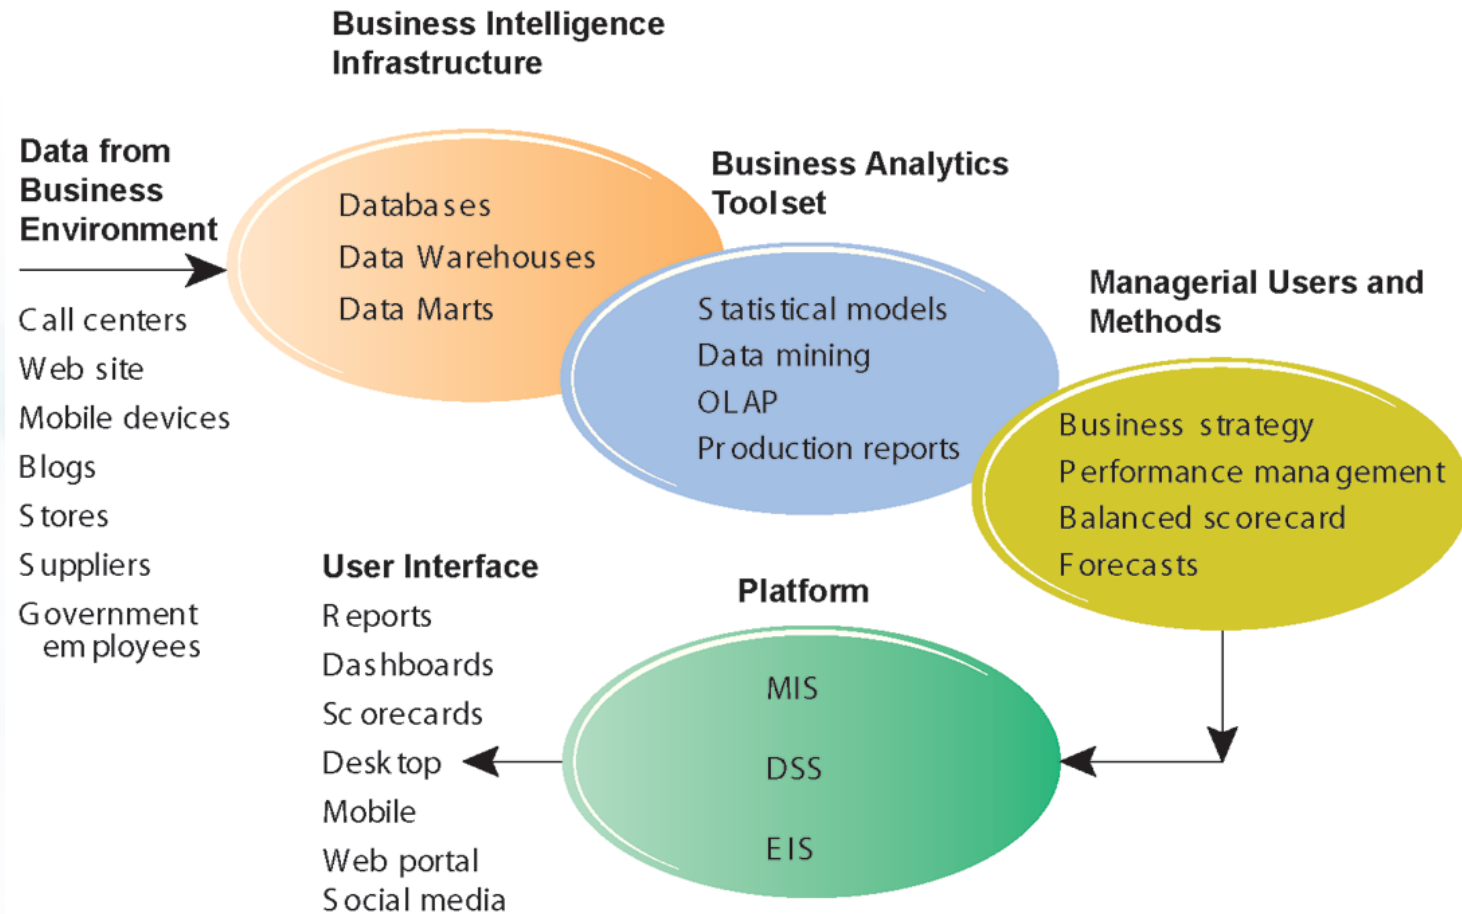 Business Intelligence
Infrastructure
Data from
Business
Environment
Call centers
Web site
Mobile devices
Blogs
Stores
Suppliers
Government
employees
Databases
Data Warehouses
Data Marts
Business Analytics
Toolset
Statistical models
Data mining
OLAP
Production reports
Managerial Users and
Methods
Business strategy
Performance management
Balanced scorecard
Forecasts
Platform
MIS
DSS
EIS
User Interface
Reports
Dashboards
Scorecards
Desktop
Mobile
Web portal
Social media